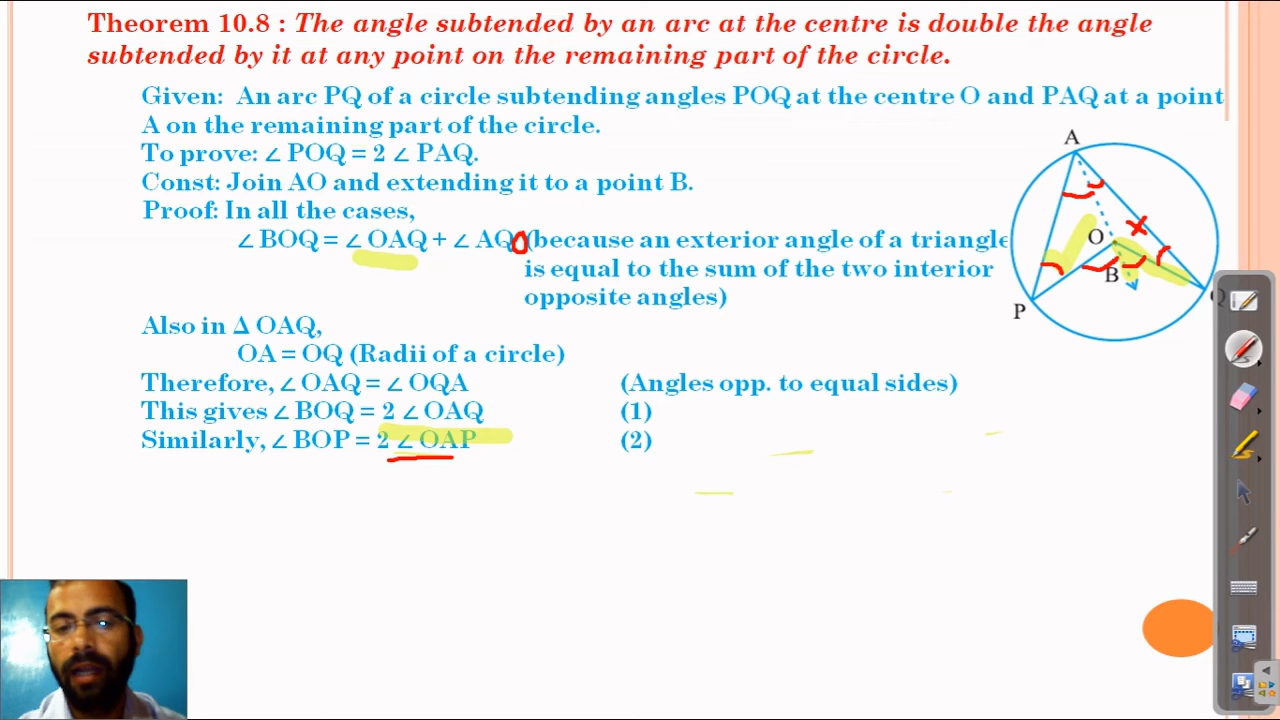 Theorem 10.8 : The angle subtended by an arc at the centre is double the angle
subtended by it at any point on the remaining part of the circle.
Given: An arc PQ of a circle subtending angles POQ at the centre O and PAQ at a point
A on the remaining part of the circle.
To prove: ∠ POQ = 2 ∠ PAQ.
Const: Join AO and extending it to a point B.
Proof: In all the cases,
∠ BOQ = ∠ OAQ + ∠ AQO (because an exterior angle of a triangle
is equal to the sum of the two interior
opposite angles)
Also in Δ OAQ,
OA = OQ (Radii of a circle)
Therefore, ∠ OAQ = ∠ OQA (Angles opp. to equal sides)
This gives ∠ BOQ = 2 ∠ OAQ (1)
Similarly, ∠ BOP = 2 ∠ OAP (2)
A
O
B
P
Q